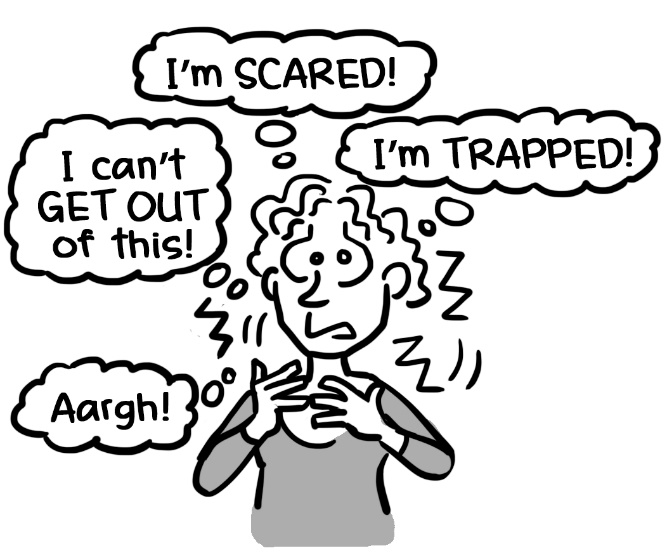 I'm SCARED!
I'm TRAPPED!
I can't
GET OUT
of this!
Aargh!